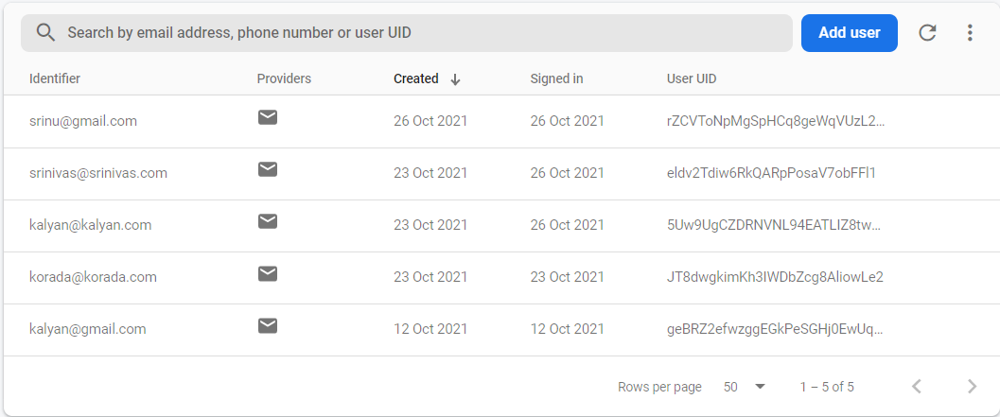 Search by email address, phone number or user UID Add user
Identifier Providers Created Signed in User UID
srinu@gmail.com 26 Oct 2021 26 Oct 2021 rZCVToNpMgSpHCq8geWqVUzL2...
srinivas@srinivas.com 23 Oct 2021 26 Oct 2021 eldv2Tdiw6RkQARpPosaV7obFFl1
kalyan@kalyan.com 23 Oct 2021 26 Oct 2021 5Uw9UgCZDRNVNL94EATLIZ8tw...
korada@korada.com 23 Oct 2021 23 Oct 2021 JT8dwgkimKh3IWDbZcg8AliowLe2
kalyan@gmail.com 12 Oct 2021 12 Oct 2021 geBRZ2efwzggEGkPeSGHj0EwUq...
Rows per page 50 1 – 5 of 5